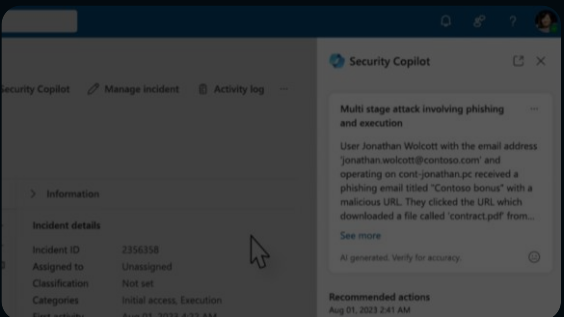 Security Copilot
Security Copilot
Manage incident
Activity log
...
Multi stage attack involving phishing
and execution
...
User Jonathan Wolcott with the email address
'jonathan.wolcott@contoso.com' and
operating on cont-jonathan.pc received a
phishing email titled "Contoso bonus" with a
malicious URL. They clicked the URL which
downloaded a file called 'contract.pdf' from...
See more
AI generated. Verify for accuracy.
Information
Incident details
Incident ID 2356358
Assigned to Unassigned
Classification Not set
Categories Initial access, Execution
Recommended actions
Aug 01, 2023 2:41 AM